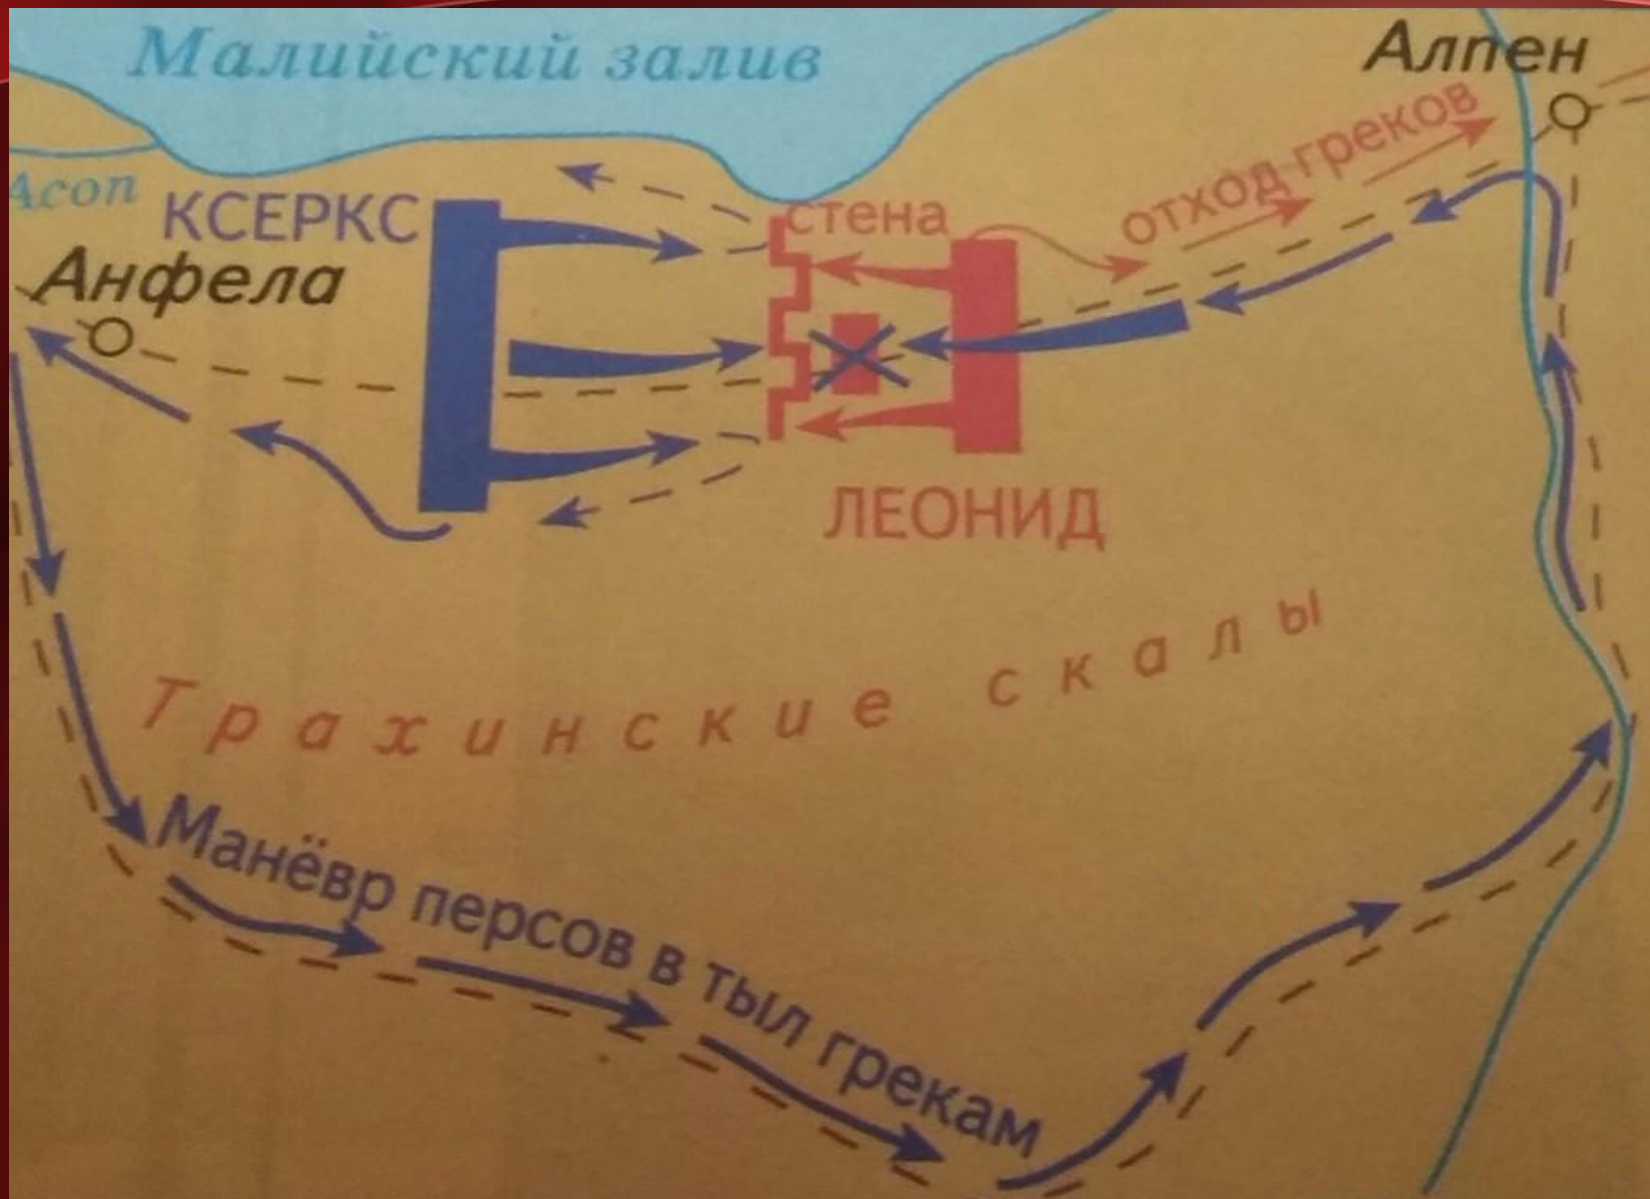 Малийский залив
Алпен
отход греков
Асоп
КСЕРКС
стена
Анфела
ЛЕОНИД
Трахинские скалы
Манёвр персов в тыл грекам